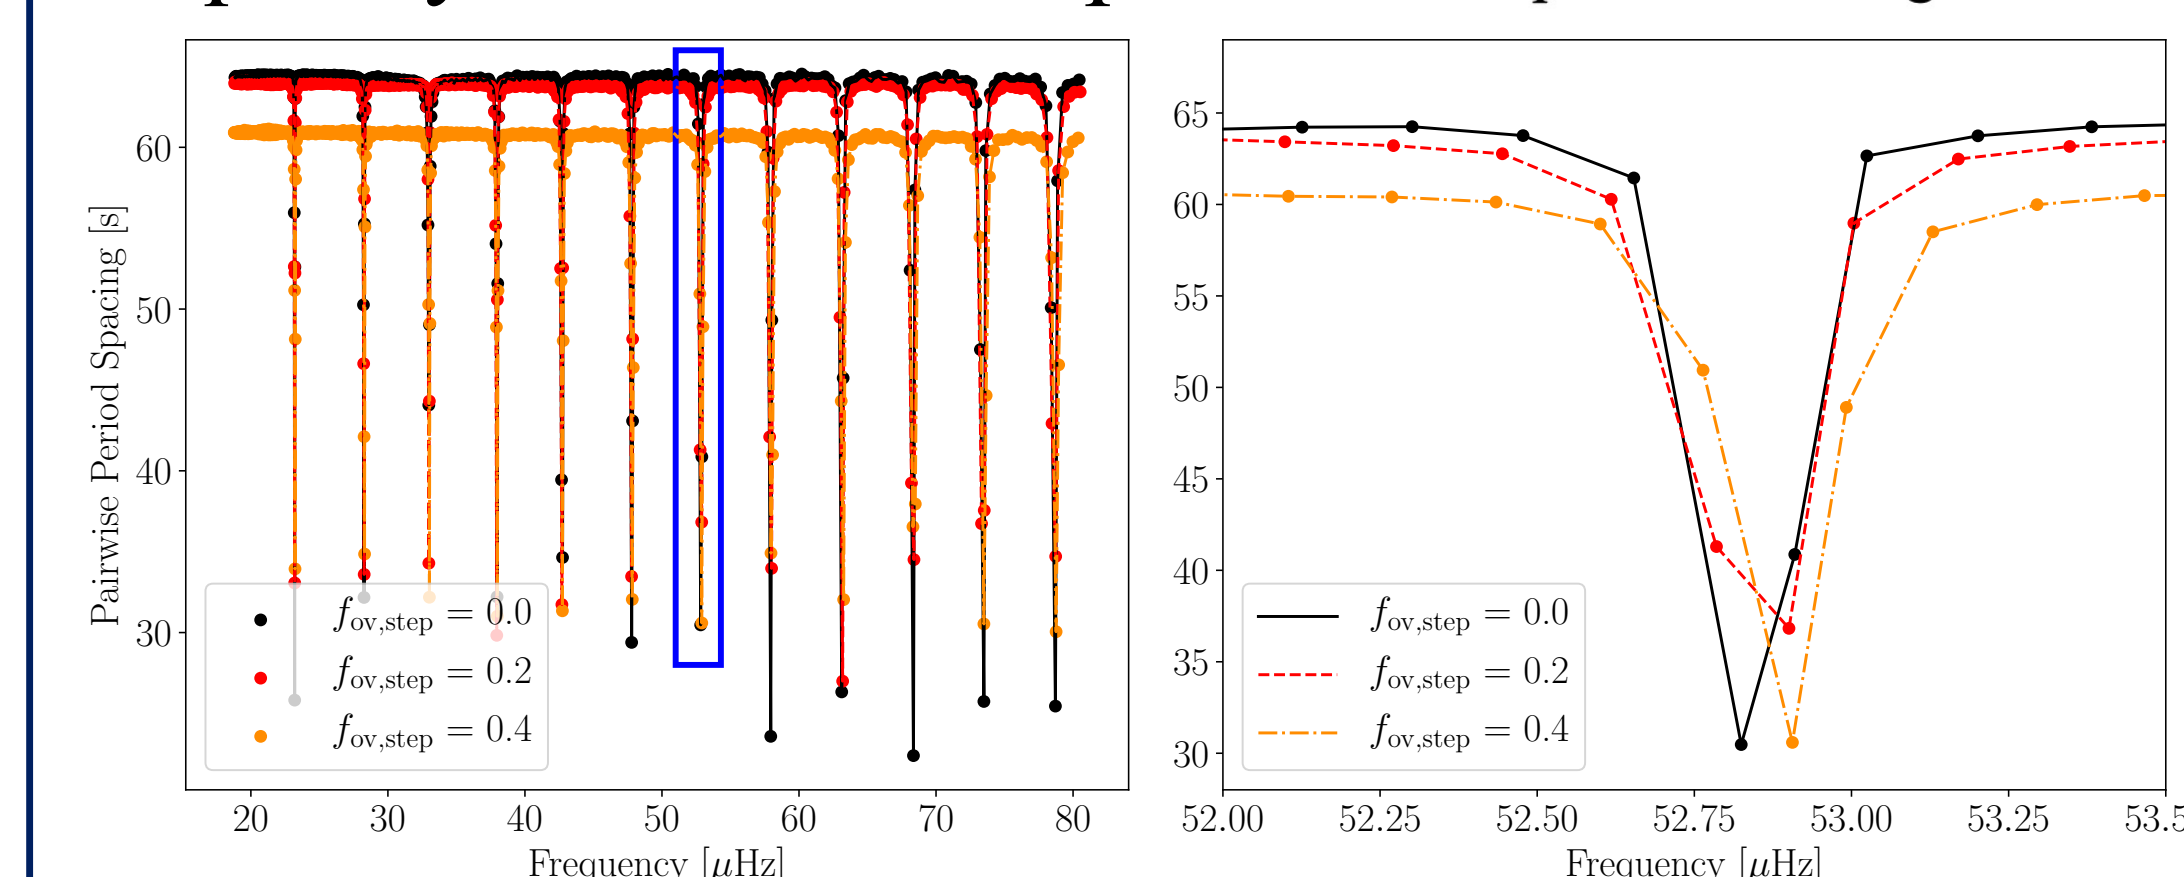 Pairwise Period Spacing [s]
60
50
40
30
f_ov,step = 0.0
f_ov,step = 0.2
f_ov,step = 0.4
20 30 40 50 60 70 80
Frequency [μHz]
65
60
55
50
45
40
35
30
f_ov,step = 0.0
f_ov,step = 0.2
f_ov,step = 0.4
52.00 52.25 52.50 52.75 53.00 53.25 53.5
Frequency [μHz]